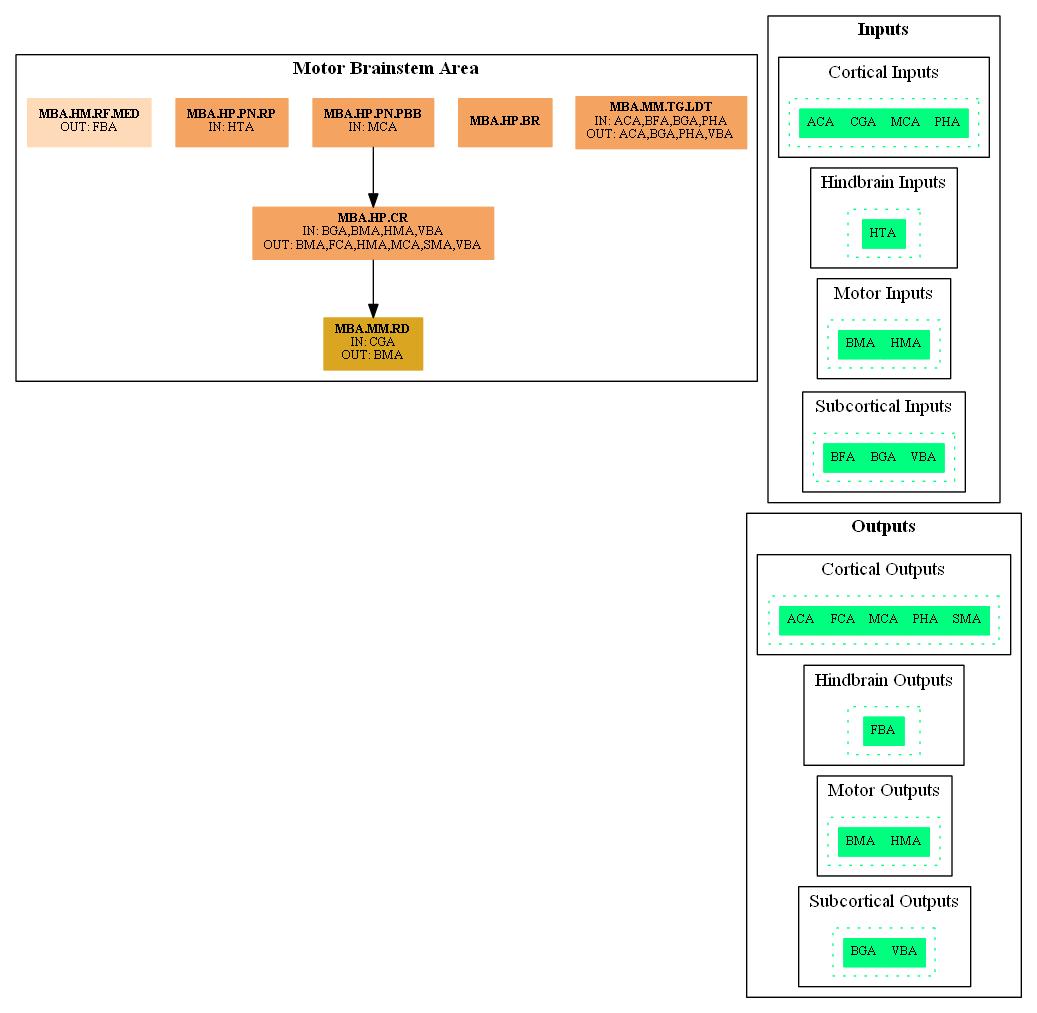 Motor Brainstem Area
MBA.HM.RF.MED
OUT: FBA
MBA.HP.PN.RP
IN: HTA
MBA.HP.PN.PBB
IN: MCA
MBA.HP.BR
MBA.MM.TG.LDT
IN: ACA,BFA,BGA,PHA
OUT: ACA,BGA,PHA,VBA
MBA.HP.CR
IN: BGA,BMA,HMA,VBA
OUT: BMA,FCA,HMA,MCA,SMA,VBA
MBA.MM.RD
IN: CGA
OUT: BMA
Inputs
Cortical Inputs
ACA CGA MCA PHA
Hindbrain Inputs
HTA
Motor Inputs
BMA HMA
Subcortical Inputs
BFA BGA VBA
Outputs
Cortical Outputs
ACA FCA MCA PHA SMA
Hindbrain Outputs
FBA
Motor Outputs
BMA HMA
Subcortical Outputs
BGA VBA